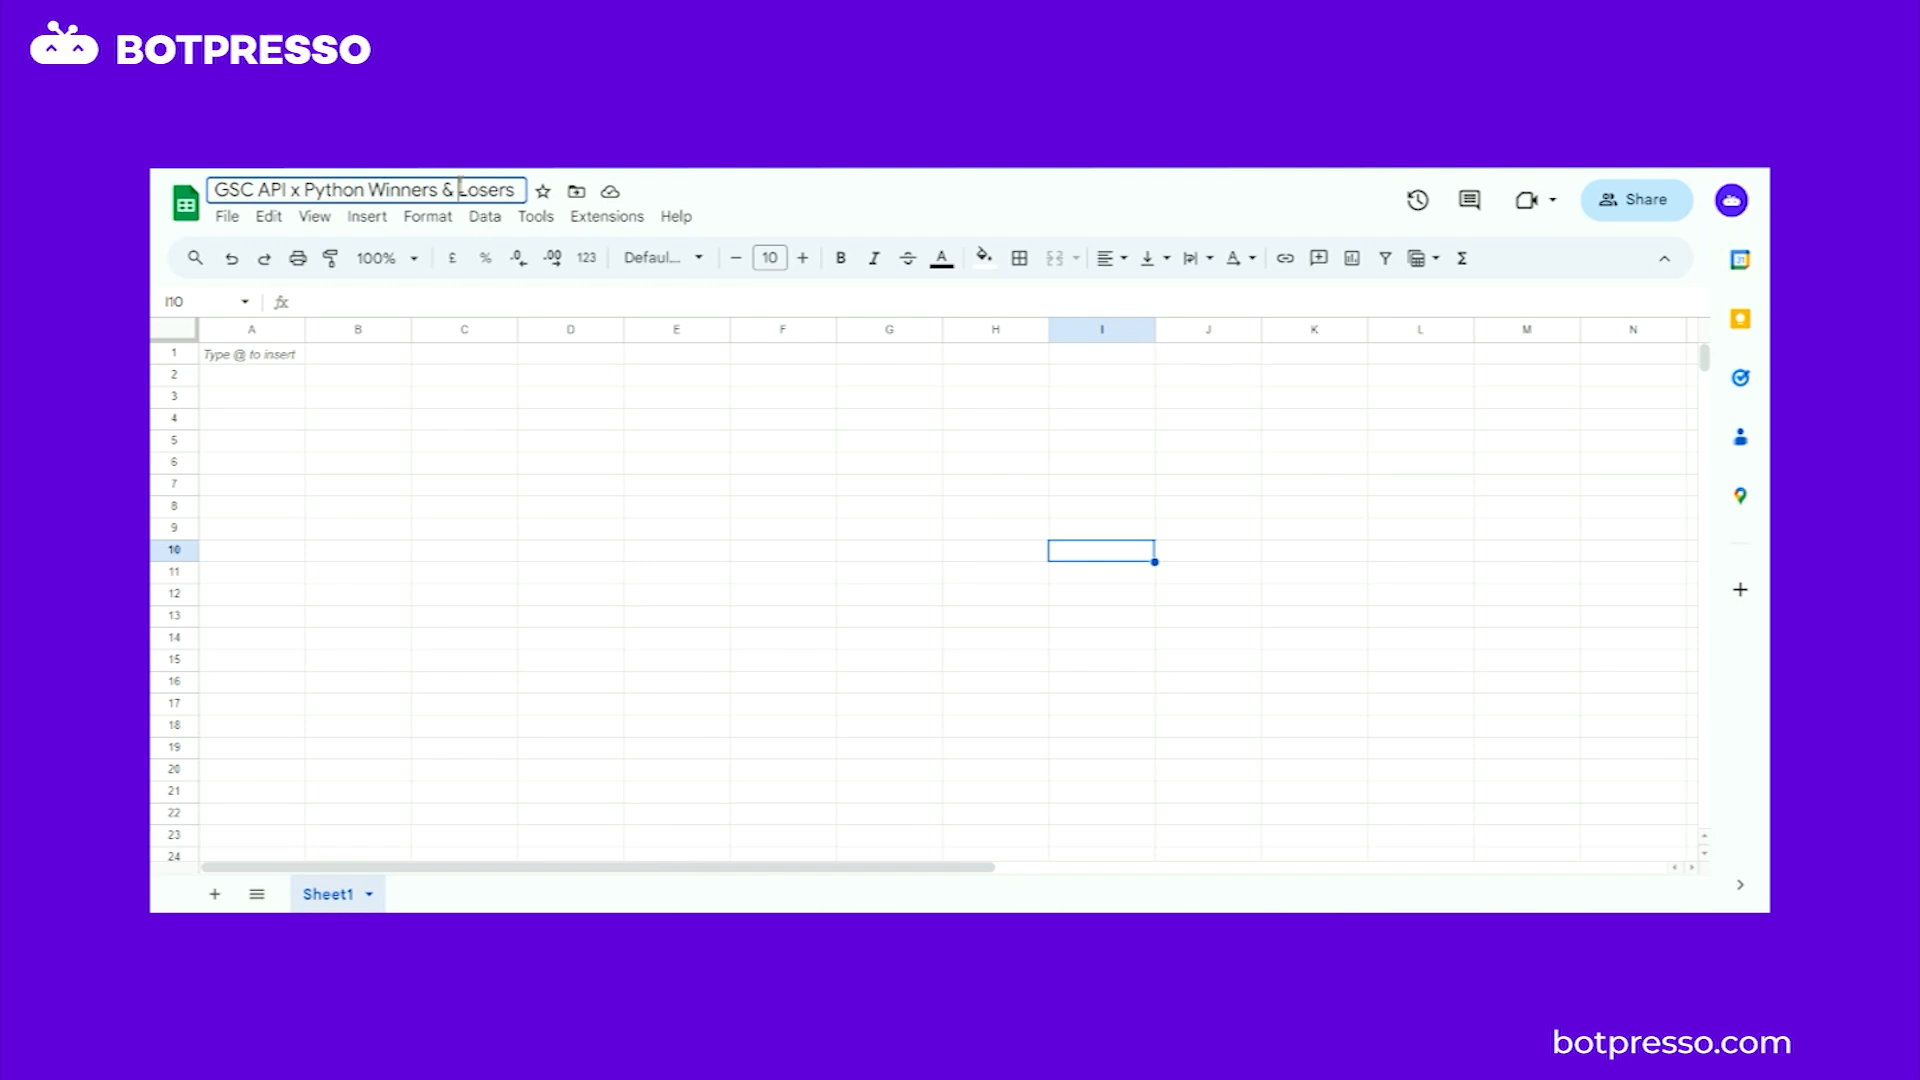 BOTPRESSO
GSC API x Python Winners & Losers
File Edit View Insert Format Data Tools Extensions Help
Share
100% £ % .0 .00 123 Defaul... 10 B I A A Σ
31
I10 fx
A B C D E F G H I J K L M N
1 Type @ to insert
2
3
4
5
6
7
8
9
10
11
12
13
14
15
16
17
18
19
20
21
22
23
24
Sheet1
botpresso.com